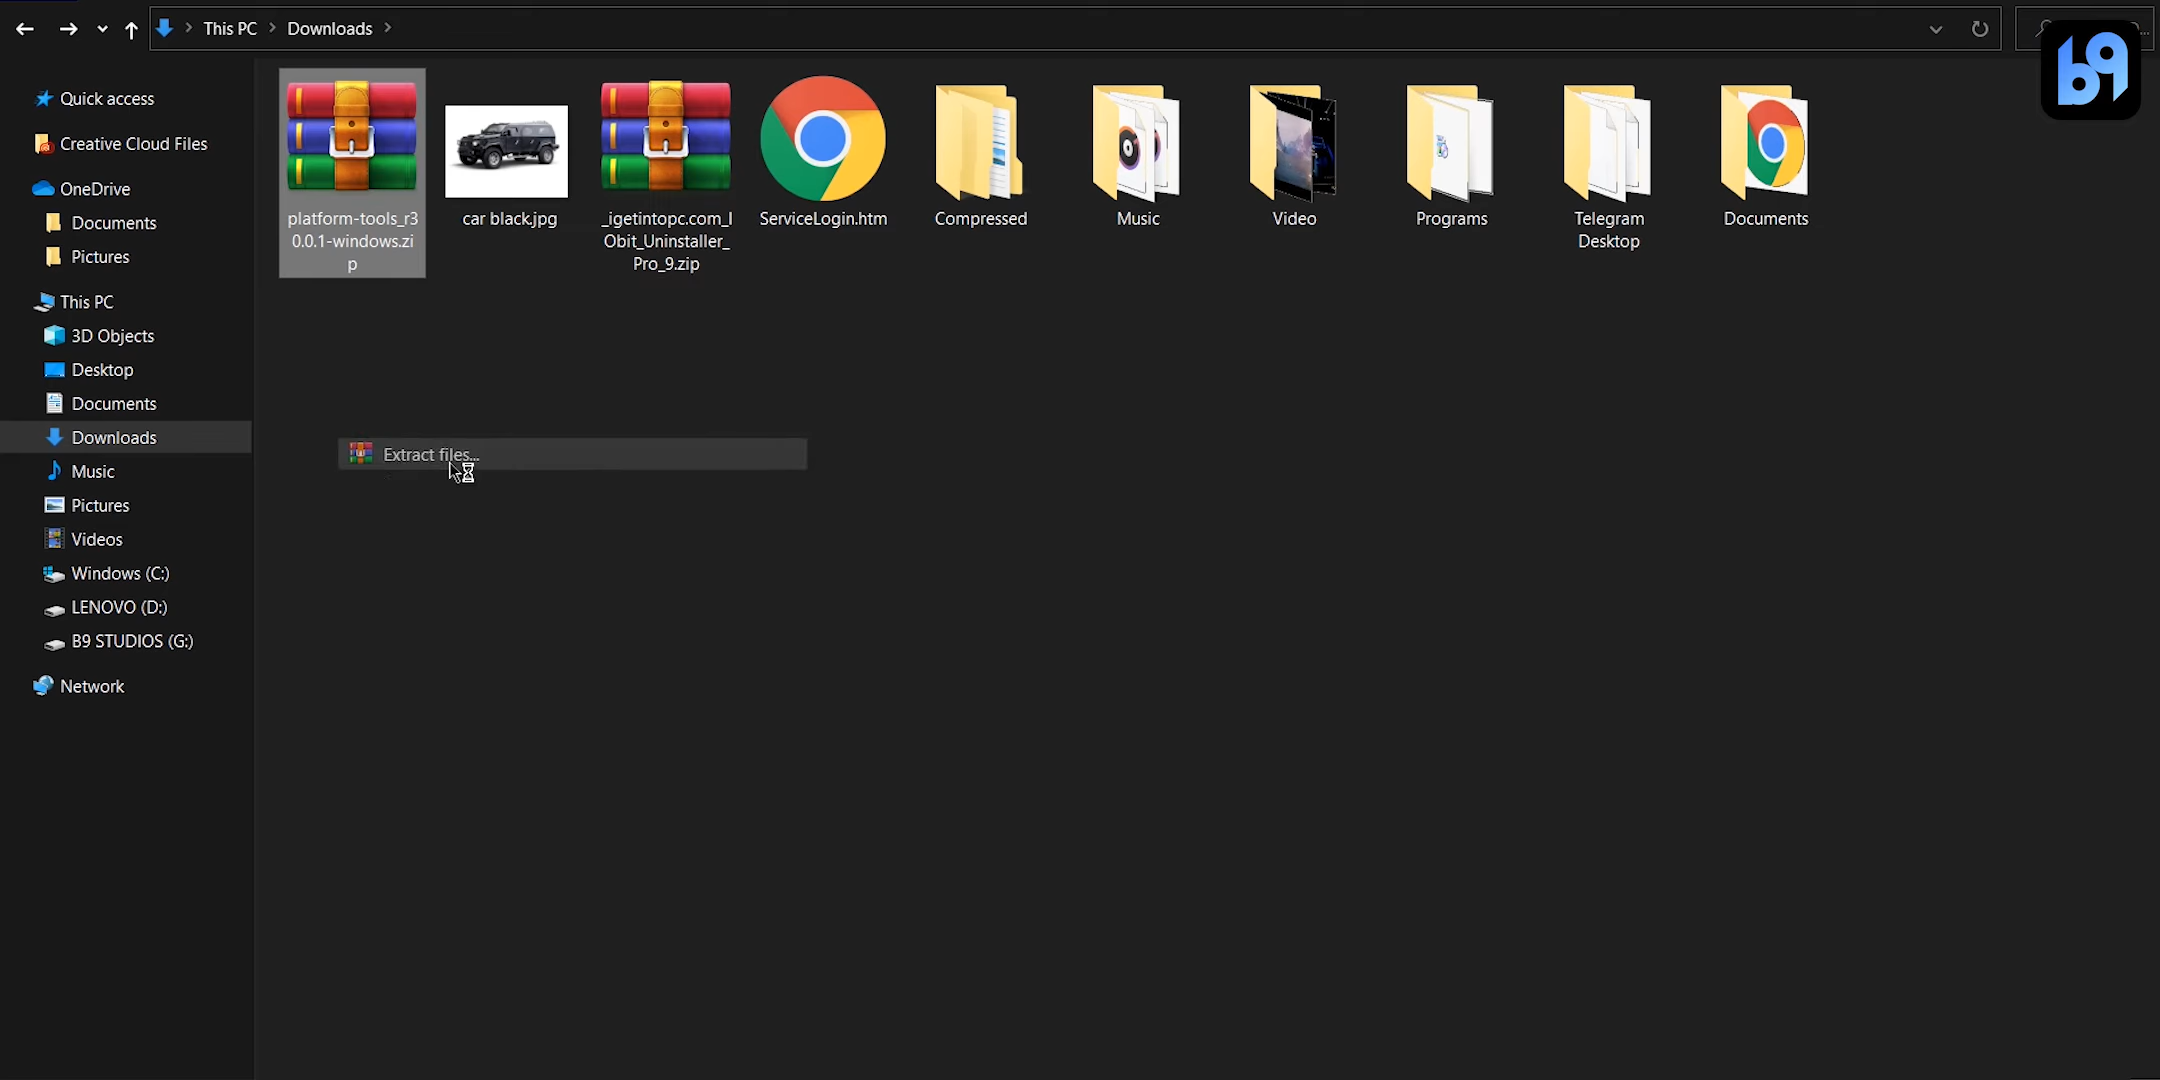 This PC
Downloads
Quick access
Creative Cloud Files
OneDrive
Documents
Pictures
This PC
3D Objects
Desktop
Documents
Downloads
Music
Pictures
Videos
Windows (C:)
LENOVO (D:)
B9 STUDIOS (G:)
Network
platform-tools_r3
0.0.1-windows.zi
p
car black.jpg
_igetintopc.com_I
Obit_Uninstaller_
Pro_9.zip
ServiceLogin.htm
Compressed
Music
Video
Programs
Telegram
Desktop
Documents
Extract files...
b9